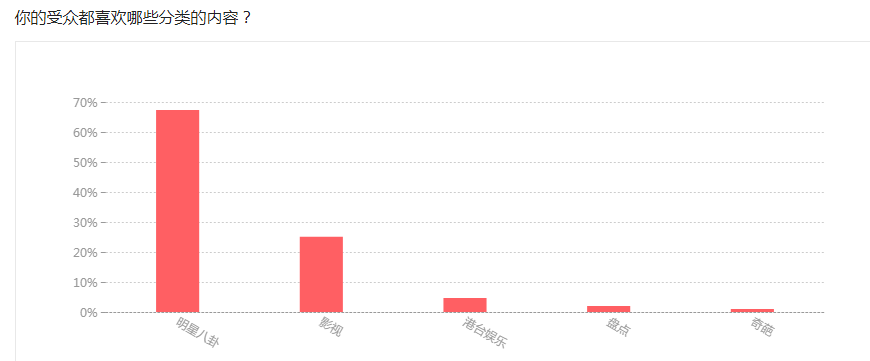 你的受众都喜欢哪些分类的内容？
70%
60%
50%
40%
30%
20%
10%
0%
明星八卦
影视
港台娱乐
盘点
奇葩